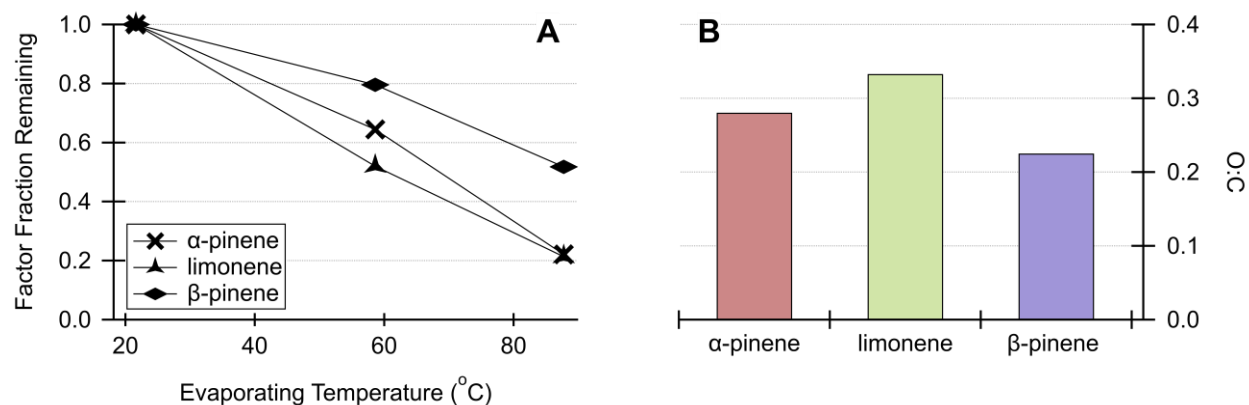 A
Factor Fraction Remaining
1.0
0.8
0.6
0.4
0.2
0.0
α-pinene
limonene
β-pinene
20
40
60
80
Evaporating Temperature (°C)
B
0.4
0.3
0.2
0.1
0.0
O:C
α-pinene
limonene
β-pinene